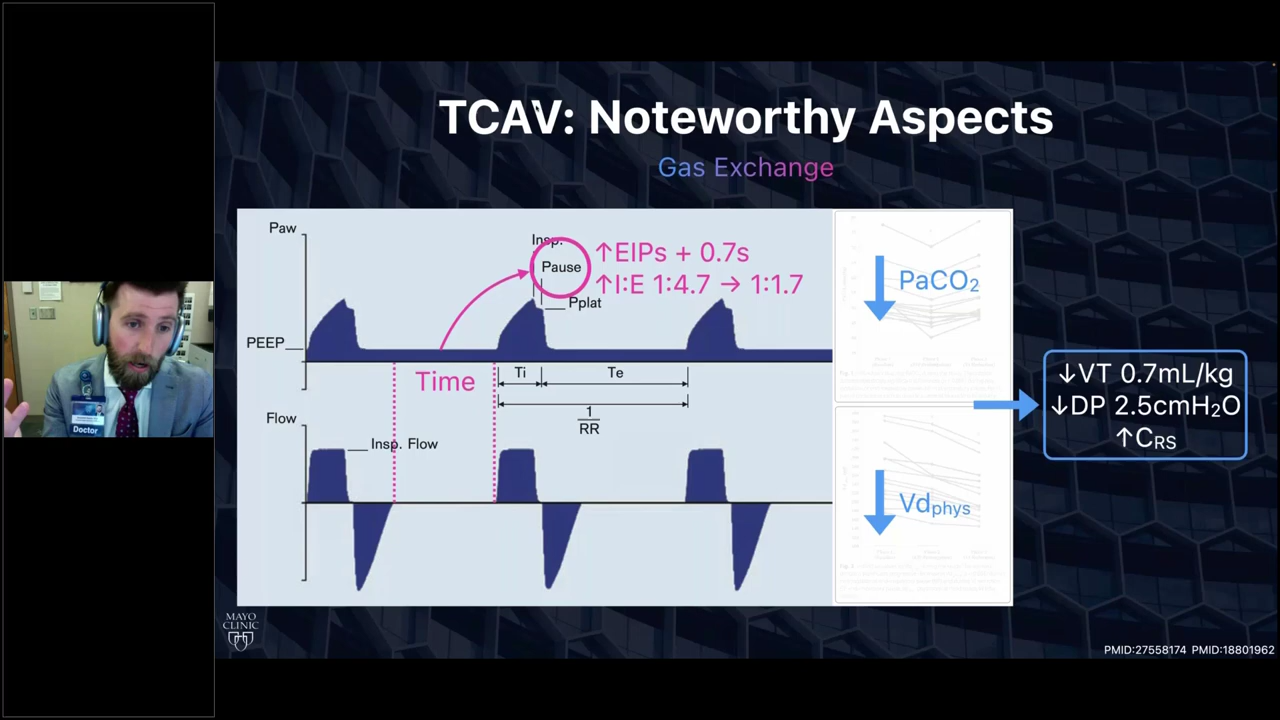 TCAV: Noteworthy Aspects
Gas Exchange
Paw
Insp.
Pause
↑EIPs + 0.7s
↑I:E 1:4.7 → 1:1.7
Pplat
PEEP
Time
Ti
Te
1
RR
Flow
Insp. Flow
PaCO₂
Vdphys
↓VT 0.7mL/kg
↓DP 2.5cmH₂O
↑CRS
Doctor
MAYO
CLINIC
PMID:27558174 PMID:18801962